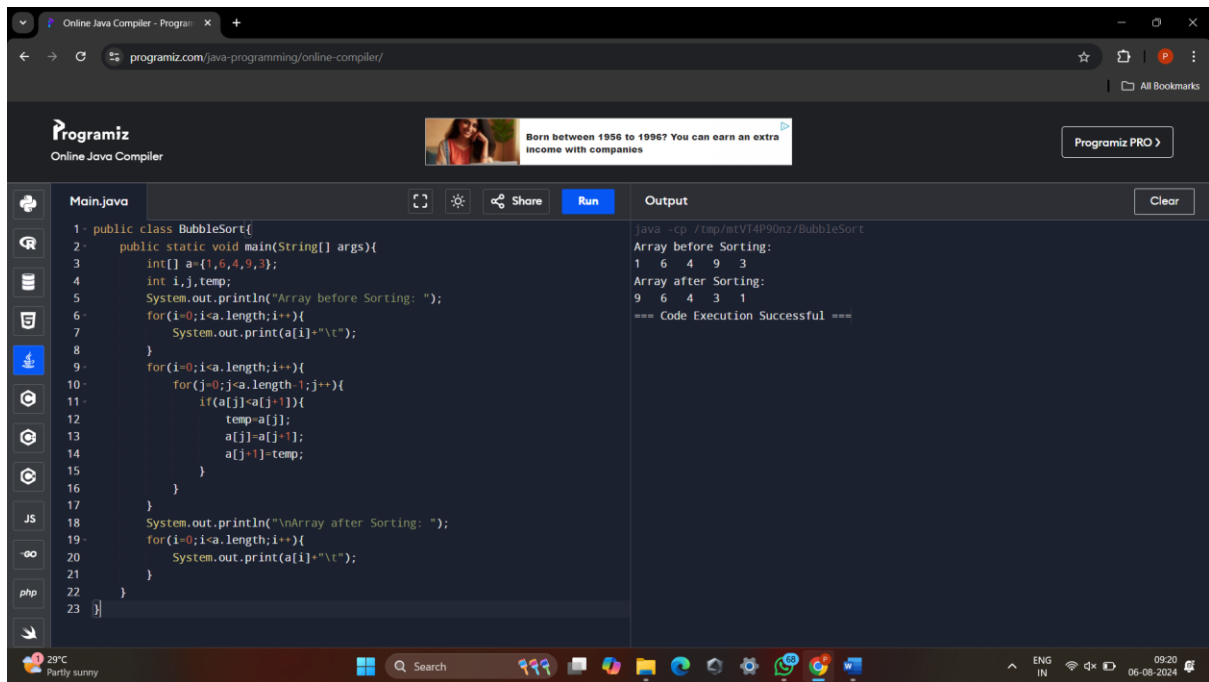 Online Java Compiler - Program
programiz.com/java-programming/online-compiler/
P
All Bookmarks
Programiz
Online Java Compiler
Born between 1956 to 1996? You can earn an extra
income with companies
Programiz PRO >
Main.java
Share
Run
Output
Clear
1 public class BubbleSort{
2     public static void main(String[] args){
3         int[] a={1,6,4,9,3};
4         int i,j,temp;
5         System.out.println("Array before Sorting: ");
6         for(i=0;i<a.length;i++){
7             System.out.print(a[i]+"\t");
8         }
9         for(i=0;i<a.length;i++){
10             for(j=0;j<a.length-1;j++){
11                 if(a[j]<a[j+1]){
12                     temp=a[j];
13                     a[j]=a[j+1];
14                     a[j+1]=temp;
15                 }
16             }
17         }
18         System.out.println("\nArray after Sorting: ");
19         for(i=0;i<a.length;i++){
20             System.out.print(a[i]+"\t");
21         }
22     }
23 }
java -cp /tmp/mtVT4P90nz/BubbleSort
Array before Sorting:
1 6 4 9 3
Array after Sorting:
9 6 4 3 1
=== Code Execution Successful ===
JS
GO
php
1
29°C
Partly sunny
Search
68
ENG
IN
09:20
06-08-2024